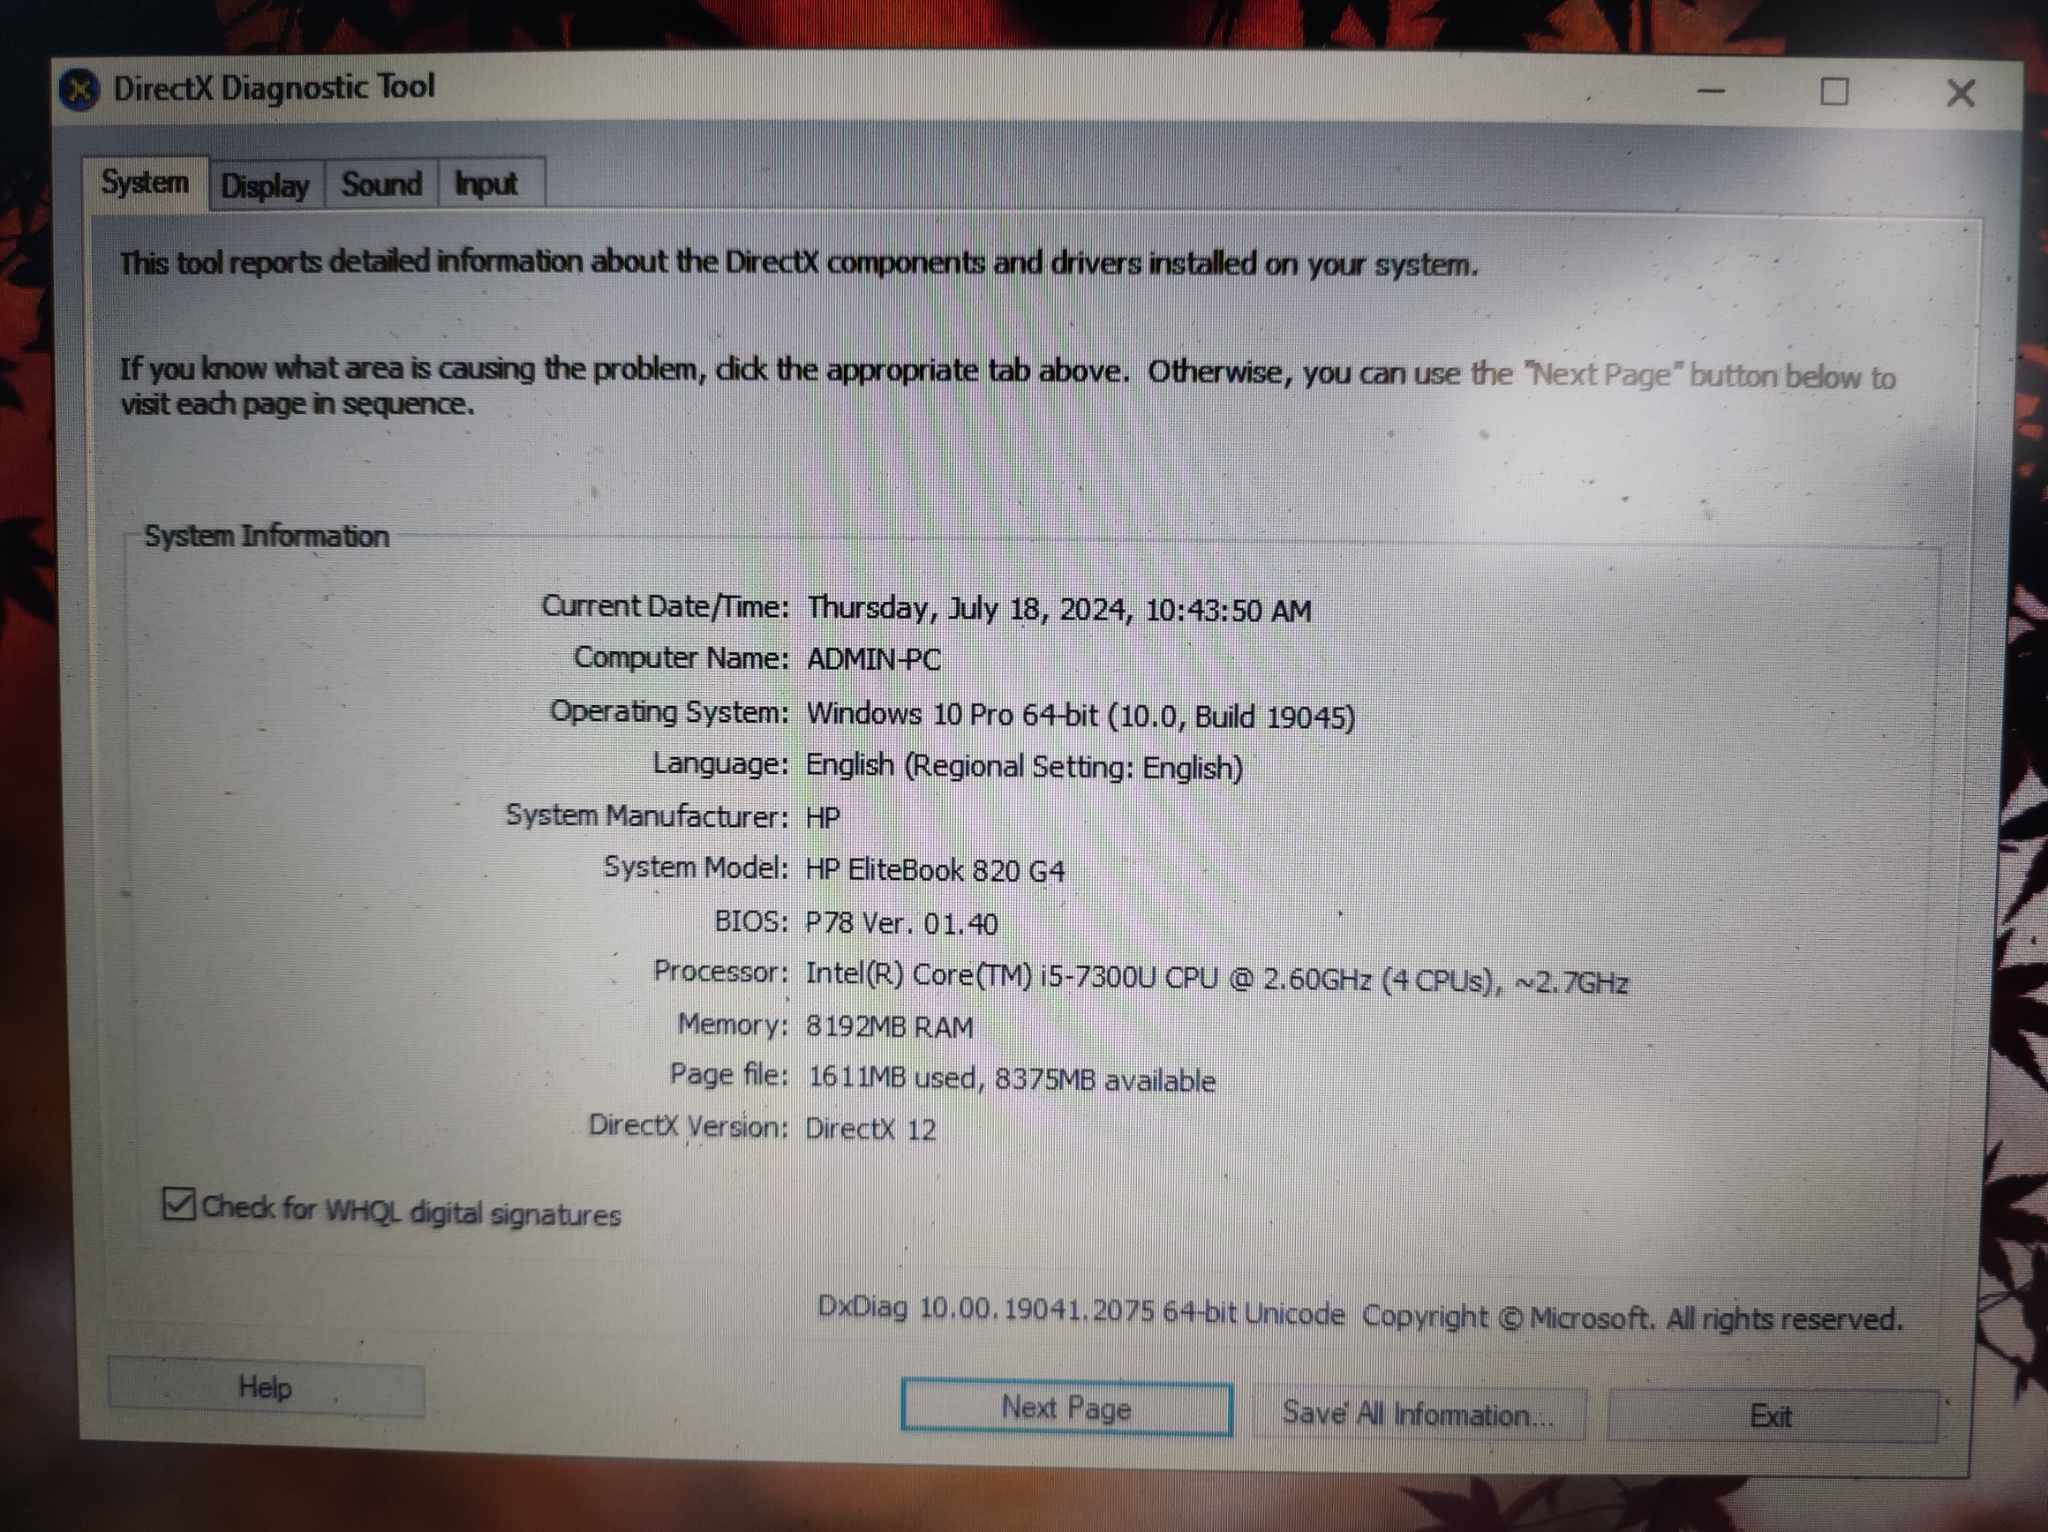 DirectX Diagnostic Tool
System Display Sound Input
This tool reports detailed information about the DirectX components and drivers installed on your system.
If you know what area is causing the problem, click the appropriate tab above. Otherwise, you can use the "Next Page" button below to
visit each page in sequence.
System Information
Current Date/Time: Thursday, July 18, 2024, 10:43:50 AM
Computer Name: ADMIN-PC
Operating System: Windows 10 Pro 64-bit (10.0, Build 19045)
Language: English (Regional Setting: English)
System Manufacturer: HP
System Model: HP EliteBook 820 G4
BIOS: P78 Ver. 01.40
Processor: Intel(R) Core(TM) i5-7300U CPU @ 2.60GHz (4 CPUs), ~2.7GHz
Memory: 8192MB RAM
Page file: 1611MB used, 8375MB available
DirectX Version: DirectX 12
Check for WHQL digital signatures
DxDiag 10.00.19041.2075 64-bit Unicode Copyright © Microsoft. All rights reserved.
Help Next Page Save All Information... Exit